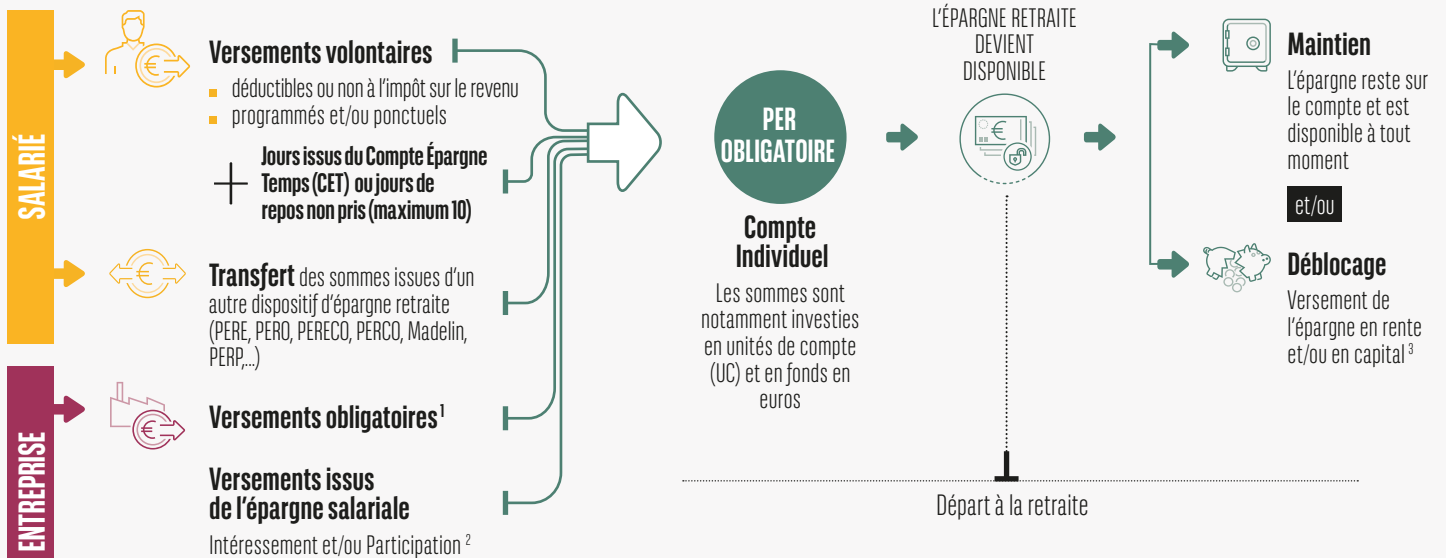 SALARIÉ
Versements volontaires
déductibles ou non à l'impôt sur le revenu
programmés et/ou ponctuels
Jours issus du Compte Épargne
Temps (CET) ou jours de
repos non pris (maximum 10)
Transfert des sommes issues d'un
autre dispositif d'épargne retraite
(PERE, PERO, PERECO, PERCO, Madelin,
PERP,...)
ENTREPRISE
Versements obligatoires 1
Versements issus
de l'épargne salariale
Intéressement et/ou Participation 2
PER
OBLIGATOIRE
Compte
Individuel
Les sommes sont
notamment investies
en unités de compte
(UC) et en fonds en
euros
L'ÉPARGNE RETRAITE
DEVIENT
DISPONIBLE
Départ à la retraite
Maintien
L'épargne reste sur
le compte et est
disponible à tout
moment
et/ou
Déblocage
Versement de
l'épargne en rente
et/ou en capital 3